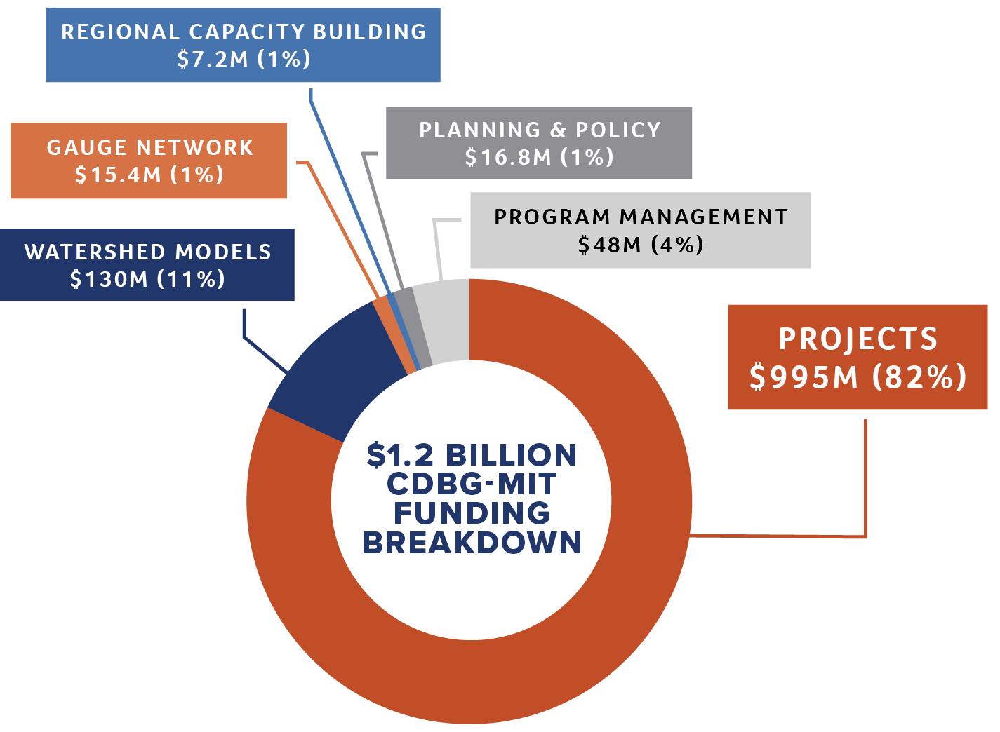 REGIONAL CAPACITY BUILDING
$7.2M (1%)
PLANNING & POLICY
$16.8M (1%)
GAUGE NETWORK
$15.4M (1%)
PROGRAM MANAGEMENT
$48M (4%)
WATERSHED MODELS
$130M (11%)
PROJECTS
$995M (82%)
$1.2 BILLION
CDBG-MIT
FUNDING
BREAKDOWN